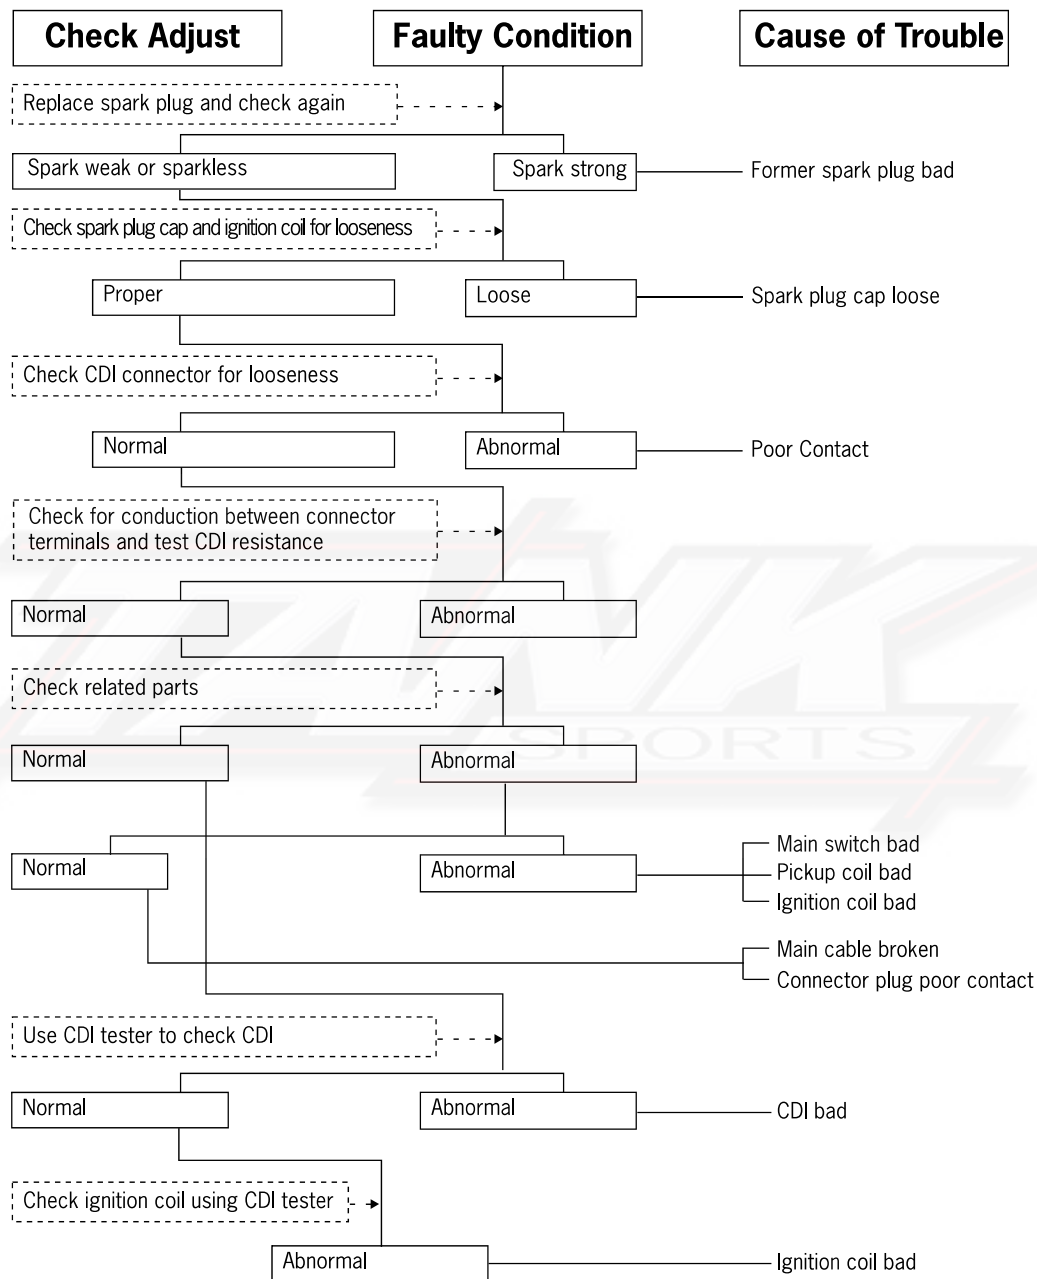 Check Adjust
Faulty Condition
Cause of Trouble
Replace spark plug and check again
Spark weak or sparkless
Spark strong
Former spark plug bad
Check spark plug cap and ignition coil for looseness
Proper
Loose
Spark plug cap loose
Check CDI connector for looseness
Normal
Abnormal
Poor Contact
Check for conduction between connector
terminals and test CDI resistance
Normal
Abnormal
Check related parts
Normal
Abnormal
TANK
SPORTS
Normal
Abnormal
Main switch bad
Pickup coil bad
Ignition coil bad
Main cable broken
Connector plug poor contact
Use CDI tester to check CDI
Normal
Abnormal
CDI bad
Check ignition coil using CDI tester
Abnormal
Ignition coil bad